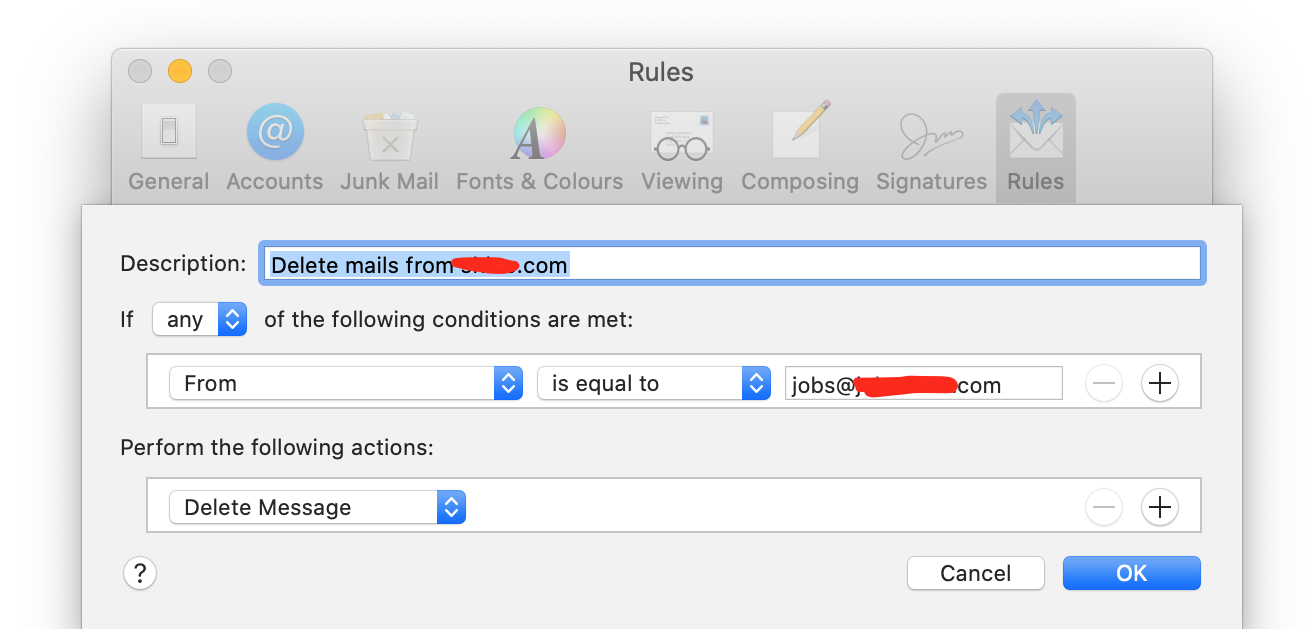 Rules
General Accounts Junk Mail Fonts & Colours Viewing Composing Signatures Rules
Description: Delete mails from .com
If any of the following conditions are met:
From is equal to jobs@ .com
Perform the following actions:
Delete Message
? Cancel OK